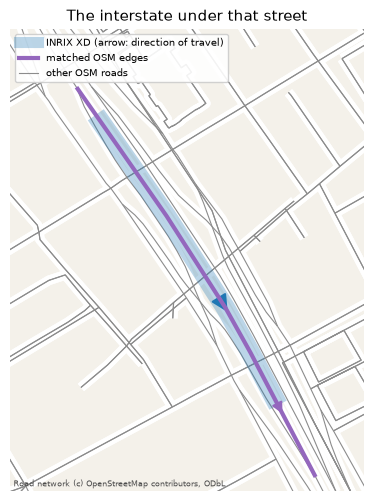 The interstate under that street
INRIX XD (arrow: direction of travel)
matched OSM edges
other OSM roads
Road network (c) OpenStreetMap contributors, ODbL